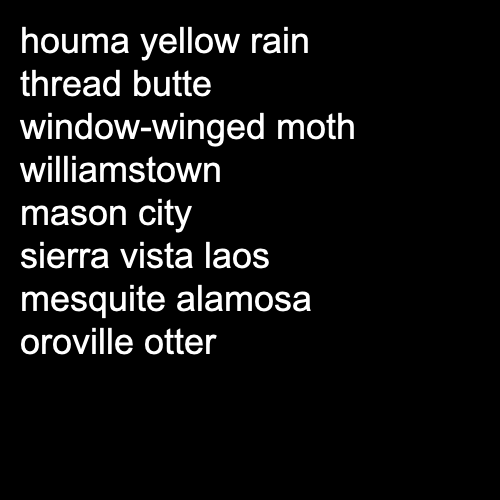 houma yellow rain
thread butte
window-winged moth
williamstown
mason city
sierra vista laos
mesquite alamosa
oroville otter